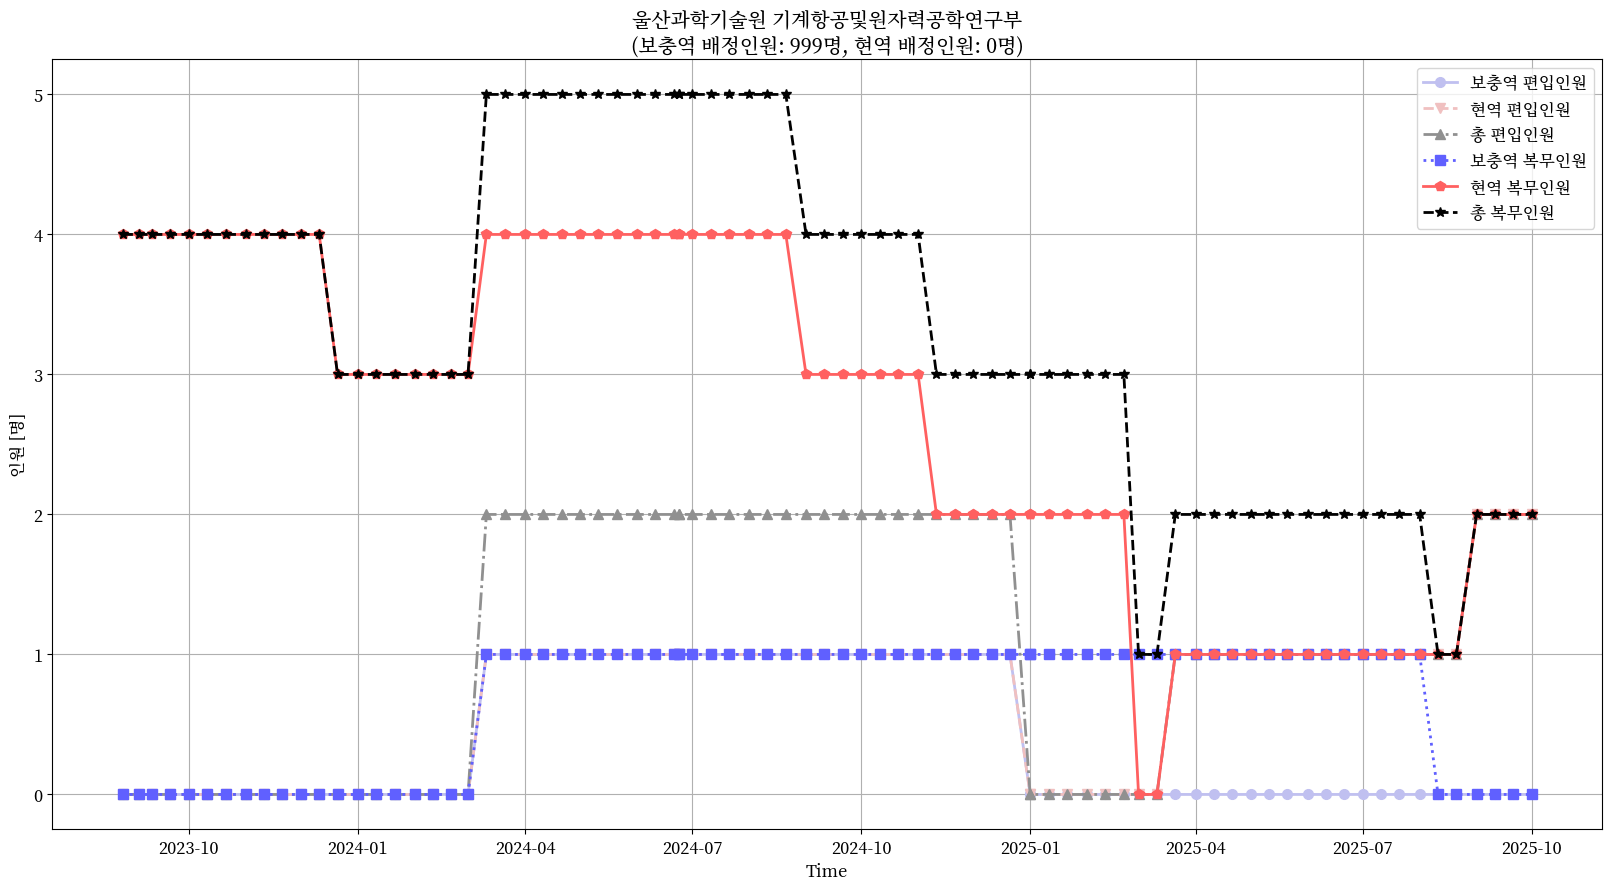 울산과학기술원 기계항공및원자력공학연구부
(보충역 배정인원: 999명, 현역 배정인원: 0명)
보충역 편입인원
현역 편입인원
총 편입인원
보충역 복무인원
현역 복무인원
총 복무인원
인원 [명]
5
4
3
2
1
0
2023-10
2024-01
2024-04
2024-07
2024-10
2025-01
2025-04
2025-07
2025-10
Time